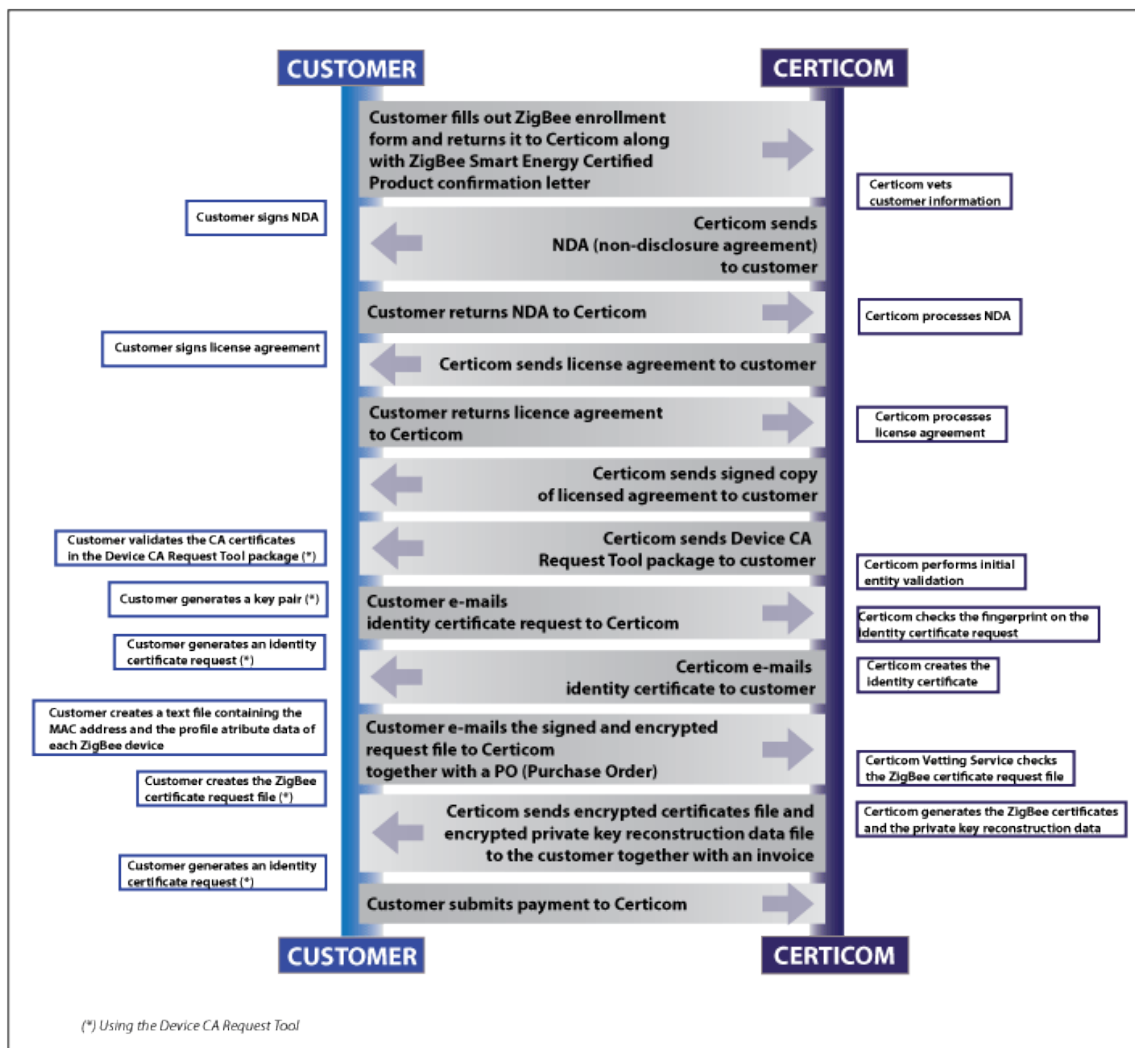 CUSTOMER
CERTICOM
Customer fills out ZigBee enrollment
form and returns it to Certicom along
with ZigBee Smart Energy Certified
Product confirmation letter
Certicom vets
customer information
Customer signs NDA
Certicom sends
NDA (non-disclosure agreement)
to customer
Customer returns NDA to Certicom
Certicom processes NDA
Customer signs license agreement
Certicom sends license agreement to customer
Customer returns licence agreement
to Certicom
Certicom processes
license agreement
Certicom sends signed copy
of licensed agreement to customer
Customer validates the CA certificates
in the Device CA Request Tool package (*)
Certicom sends Device CA
Request Tool package to customer
Certicom performs initial
entity validation
Customer generates a key pair (*)
Customer e-mails
identity certificate request to Certicom
Certicom checks the fingerprint on the
identity certificate request
Customer generates an identity
certificate request (*)
Certicom e-mails
identity certificate to customer
Certicom creates the
identity certificate
Customer creates a text file containing the
MAC address and the profile atribute data of
each ZigBee device
Customer e-mails the signed and encrypted
request file to Certicom
together with a PO (Purchase Order)
Certicom Vetting Service checks
the ZigBee certificate request file
Customer creates the ZigBee
certificate request file (*)
Certicom sends encrypted certificates file and
encrypted private key reconstruction data file
to the customer together with an invoice
Certicom generates the ZigBee certificates
and the private key reconstruction data
Customer generates an identity
certificate request (*)
Customer submits payment to Certicom
CUSTOMER
CERTICOM
(*) Using the Device CA Request Tool